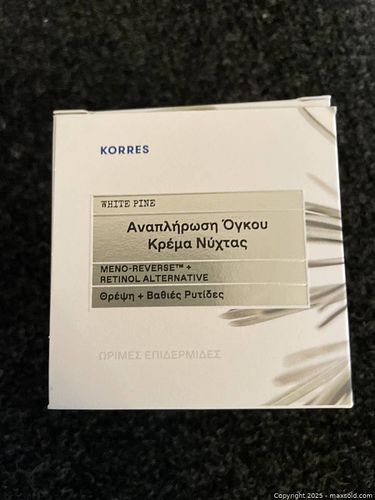 KORRES
WHITE PINE
Αναπλήρωση Όγκου
Κρέμα Νύχτας
MENO-REVERSE™ +
RETINOL ALTERNATIVE
Θρέψη + Βαθιές Ρυτίδες
ΩΡΙΜΕΣ ΕΠΙΔΕΡΜΙΔΕΣ
Copyright 2025 - maxsold.com